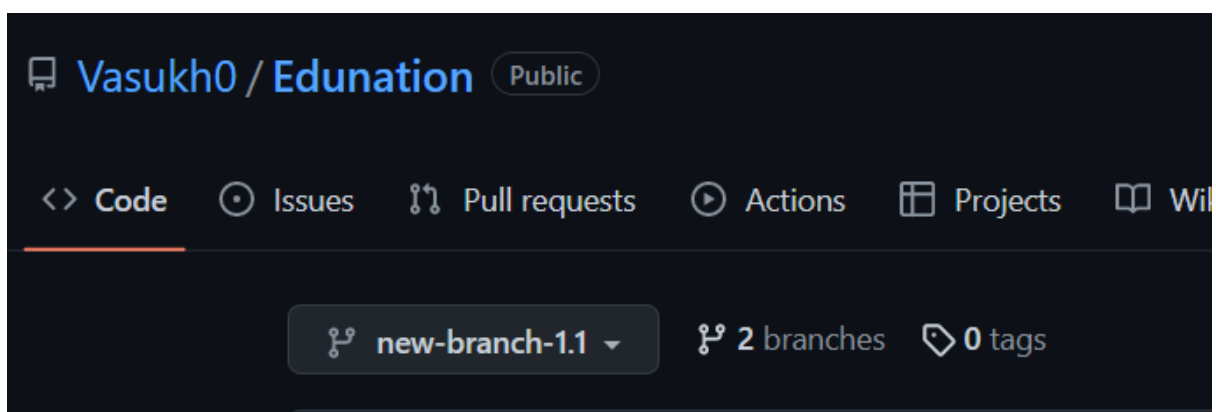 Vasukh0 / Edunation Public
<> Code Issues Pull requests Actions Projects
new-branch-1.1 2 branches 0 tags